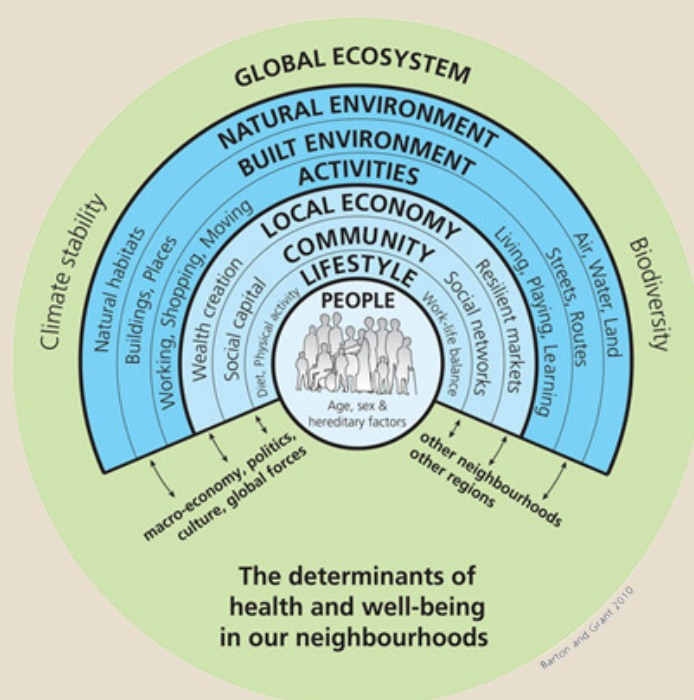 GLOBAL ECOSYSTEM
NATURAL ENVIRONMENT
BUILT ENVIRONMENT
ACTIVITIES
LOCAL ECONOMY
COMMUNITY
LIFESTYLE
PEOPLE
Age, sex &
hereditary factors
Climate stability
Natural habitats
Buildings, Places
Working, Shopping, Moving
Wealth creation
Social capital
Diet, Physical activity
Work-life balance
Social networks
Resilient markets
Living, Playing, Learning
Streets, Routes
Air, Water, Land
Biodiversity
macro-economy, politics,
culture, global forces
other neighbourhoods
other regions
The determinants of
health and well-being
in our neighbourhoods
Barton and Grant 2010